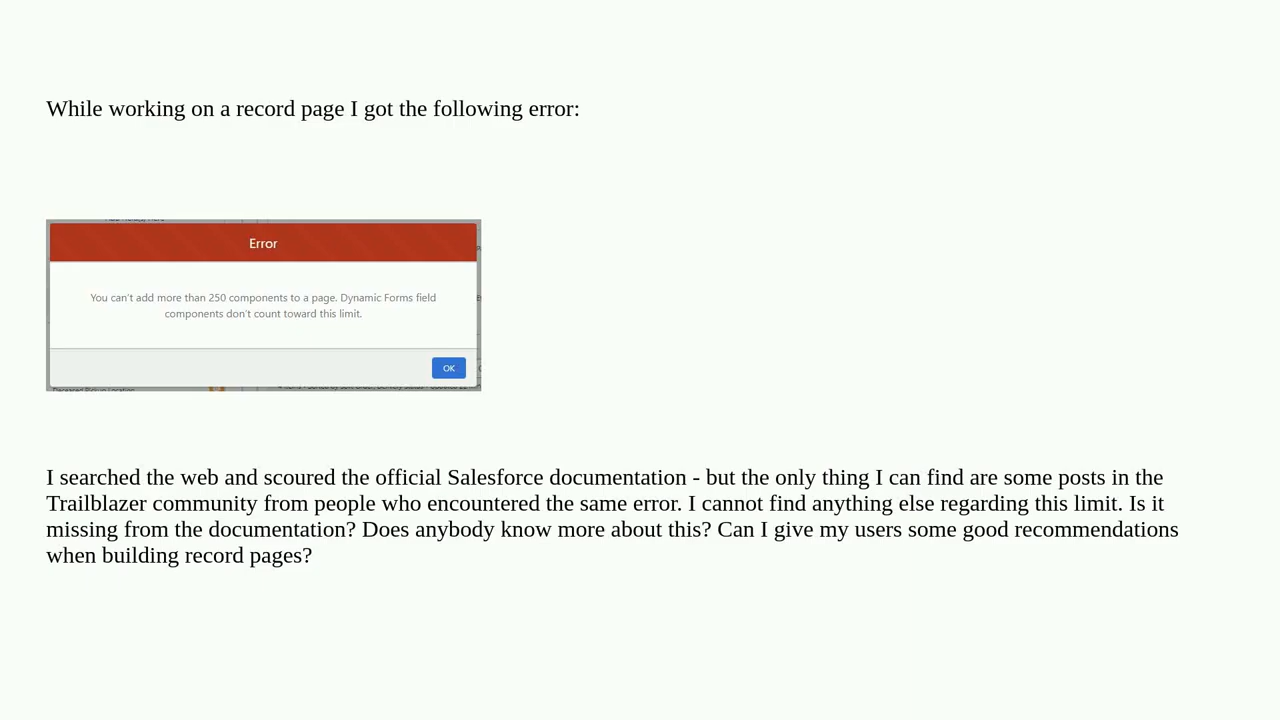 While working on a record page I got the following error:
Error
You can't add more than 250 components to a page. Dynamic Forms field
components don't count toward this limit.
OK
I searched the web and scoured the official Salesforce documentation - but the only thing I can find are some posts in the
Trailblazer community from people who encountered the same error. I cannot find anything else regarding this limit. Is it
missing from the documentation? Does anybody know more about this? Can I give my users some good recommendations
when building record pages?